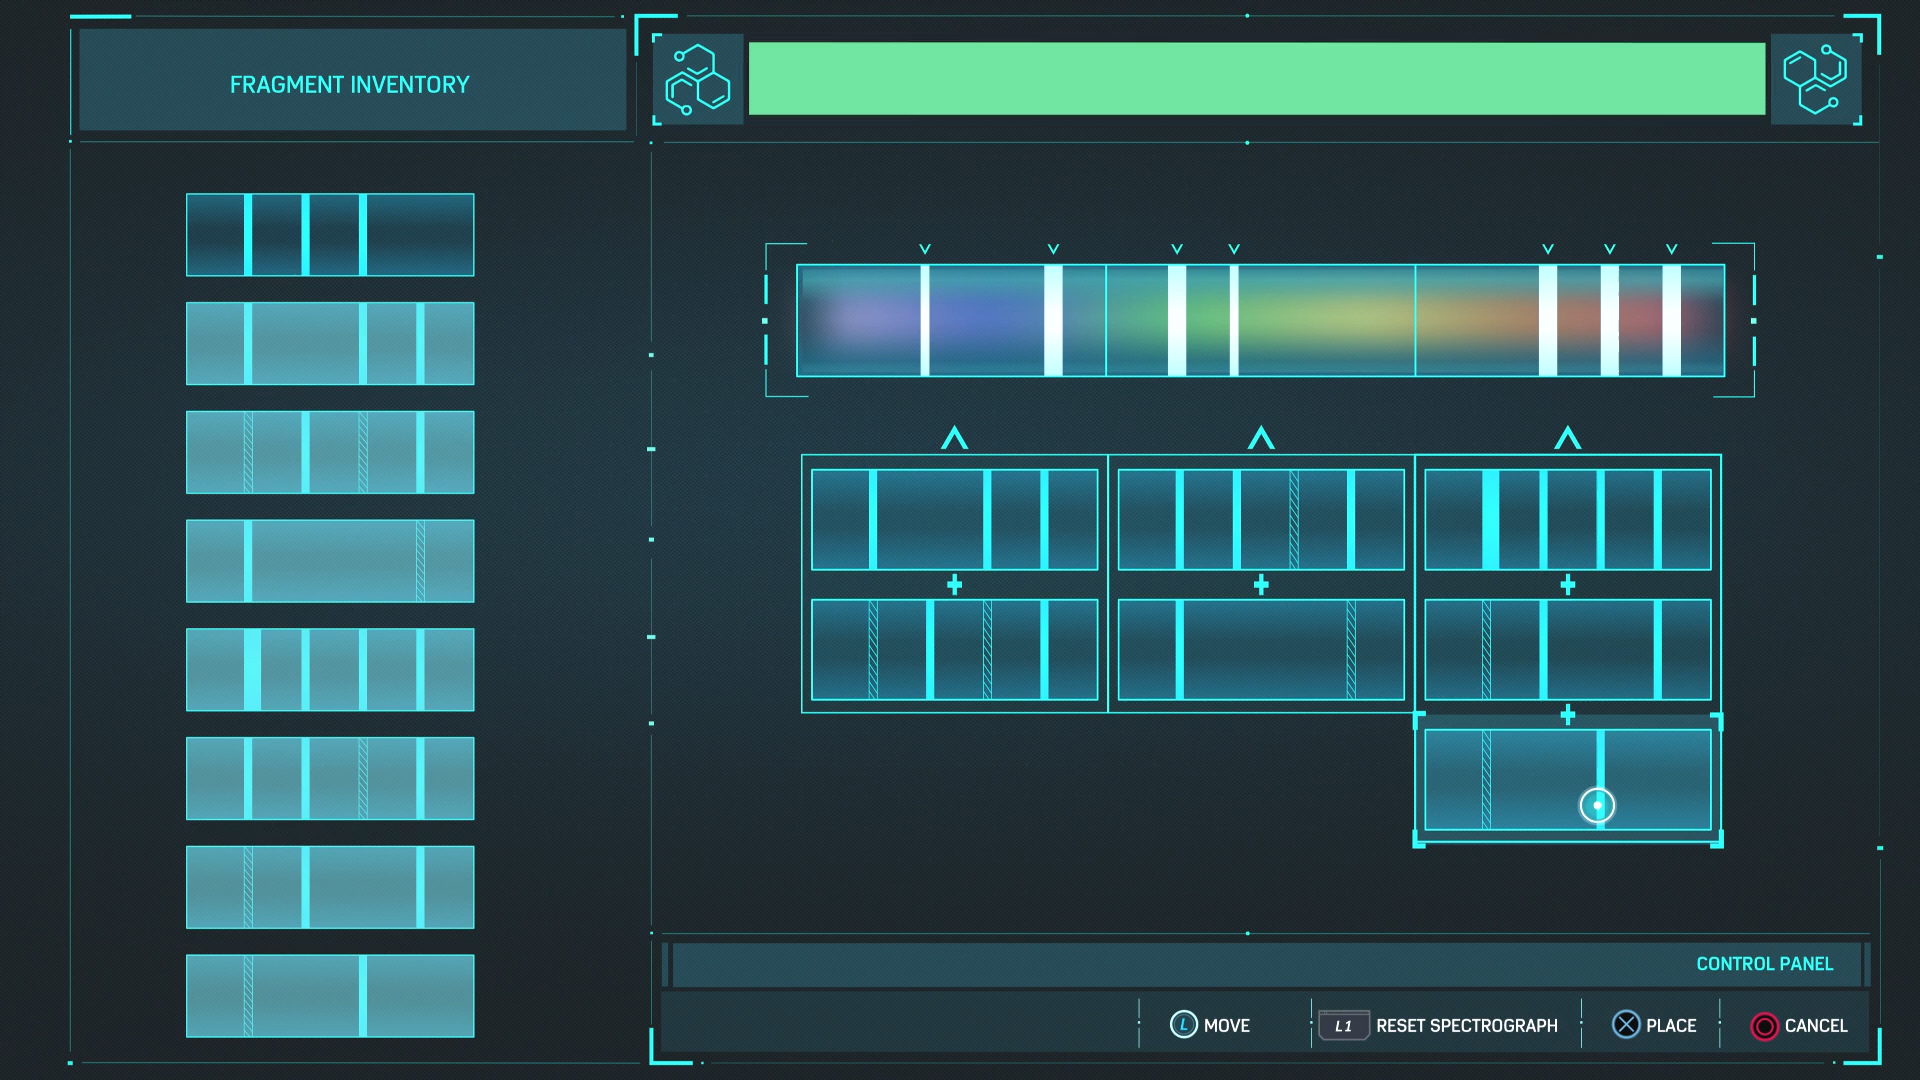 FRAGMENT INVENTORY
CONTROL PANEL
L MOVE
L1 RESET SPECTROGRAPH
PLACE
CANCEL